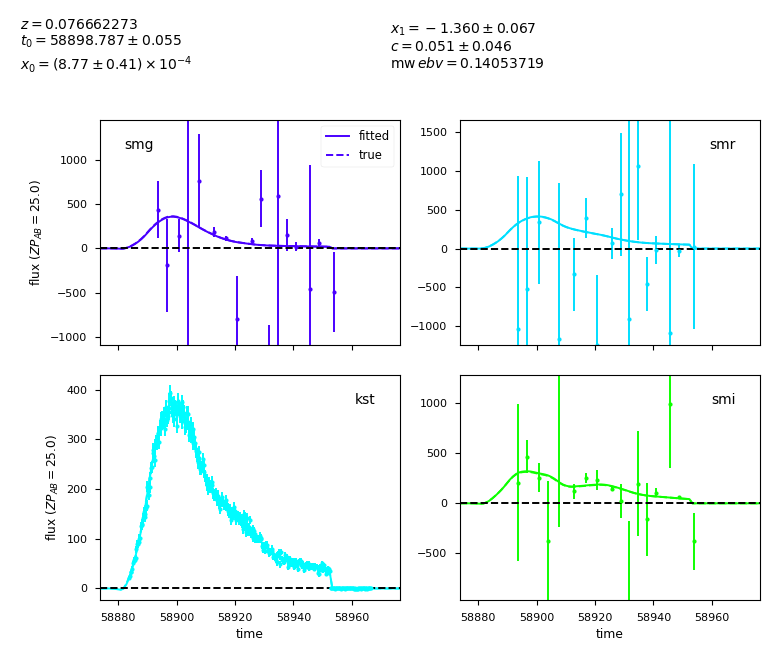 z = 0.076662273
t₀ = 58898.787 ± 0.055
x₀ = (8.77 ± 0.41) × 10⁻⁴
x₁ = −1.360 ± 0.067
c = 0.051 ± 0.046
mw ebv = 0.14053719
smg
fitted
true
1000
500
0
−500
−1000
flux (ZP_AB = 25.0)
smr
1500
1000
500
0
−500
−1000
kst
400
300
200
100
0
flux (ZP_AB = 25.0)
58880 58900 58920 58940 58960
time
smi
1000
500
0
−500
58880 58900 58920 58940 58960
time